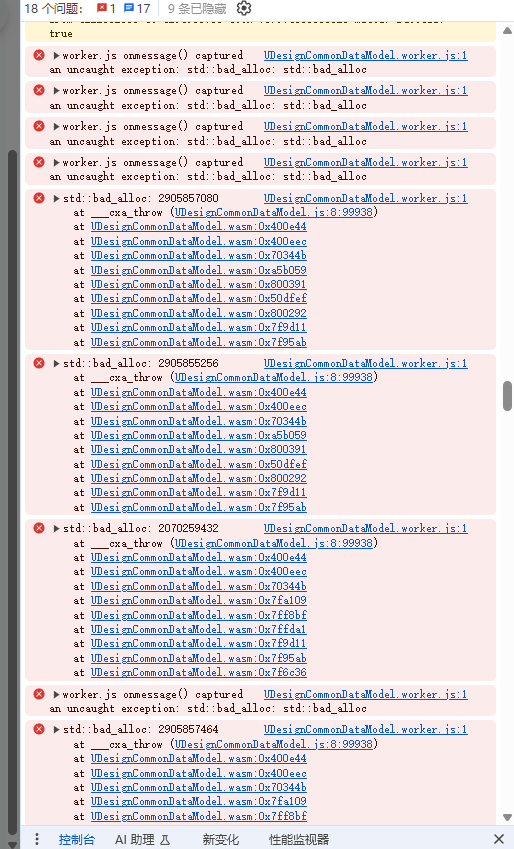 18 个问题: 1 17 9 条已隐藏
true
worker.js onmessage() captured UDesignCommonDataModel.worker.js:1
an uncaught exception: std::bad_alloc: std::bad_alloc
worker.js onmessage() captured UDesignCommonDataModel.worker.js:1
an uncaught exception: std::bad_alloc: std::bad_alloc
worker.js onmessage() captured UDesignCommonDataModel.worker.js:1
an uncaught exception: std::bad_alloc: std::bad_alloc
worker.js onmessage() captured UDesignCommonDataModel.worker.js:1
an uncaught exception: std::bad_alloc: std::bad_alloc
std::bad_alloc: 2905857080 UDesignCommonDataModel.worker.js:1
at ___cxa_throw (UDesignCommonDataModel.js:8:99938)
at UDesignCommonDataModel.wasm:0x400e44
at UDesignCommonDataModel.wasm:0x400eec
at UDesignCommonDataModel.wasm:0x70344b
at UDesignCommonDataModel.wasm:0xa5b059
at UDesignCommonDataModel.wasm:0x800391
at UDesignCommonDataModel.wasm:0x50dfef
at UDesignCommonDataModel.wasm:0x800292
at UDesignCommonDataModel.wasm:0x7f9d11
at UDesignCommonDataModel.wasm:0x7f95ab
std::bad_alloc: 2905855256 UDesignCommonDataModel.worker.js:1
at ___cxa_throw (UDesignCommonDataModel.js:8:99938)
at UDesignCommonDataModel.wasm:0x400e44
at UDesignCommonDataModel.wasm:0x400eec
at UDesignCommonDataModel.wasm:0x70344b
at UDesignCommonDataModel.wasm:0xa5b059
at UDesignCommonDataModel.wasm:0x800391
at UDesignCommonDataModel.wasm:0x50dfef
at UDesignCommonDataModel.wasm:0x800292
at UDesignCommonDataModel.wasm:0x7f9d11
at UDesignCommonDataModel.wasm:0x7f95ab
std::bad_alloc: 2070259432 UDesignCommonDataModel.worker.js:1
at ___cxa_throw (UDesignCommonDataModel.js:8:99938)
at UDesignCommonDataModel.wasm:0x400e44
at UDesignCommonDataModel.wasm:0x400eec
at UDesignCommonDataModel.wasm:0x70344b
at UDesignCommonDataModel.wasm:0x7fa109
at UDesignCommonDataModel.wasm:0x7ff8bf
at UDesignCommonDataModel.wasm:0x7ffda1
at UDesignCommonDataModel.wasm:0x7f9d11
at UDesignCommonDataModel.wasm:0x7f95ab
at UDesignCommonDataModel.wasm:0x7f6c36
worker.js onmessage() captured UDesignCommonDataModel.worker.js:1
an uncaught exception: std::bad_alloc: std::bad_alloc
std::bad_alloc: 2905857464 UDesignCommonDataModel.worker.js:1
at ___cxa_throw (UDesignCommonDataModel.js:8:99938)
at UDesignCommonDataModel.wasm:0x400e44
at UDesignCommonDataModel.wasm:0x400eec
at UDesignCommonDataModel.wasm:0x70344b
at UDesignCommonDataModel.wasm:0x7fa109
at UDesignCommonDataModel.wasm:0x7ff8bf
控制台 AI 助理 新变化 性能监视器